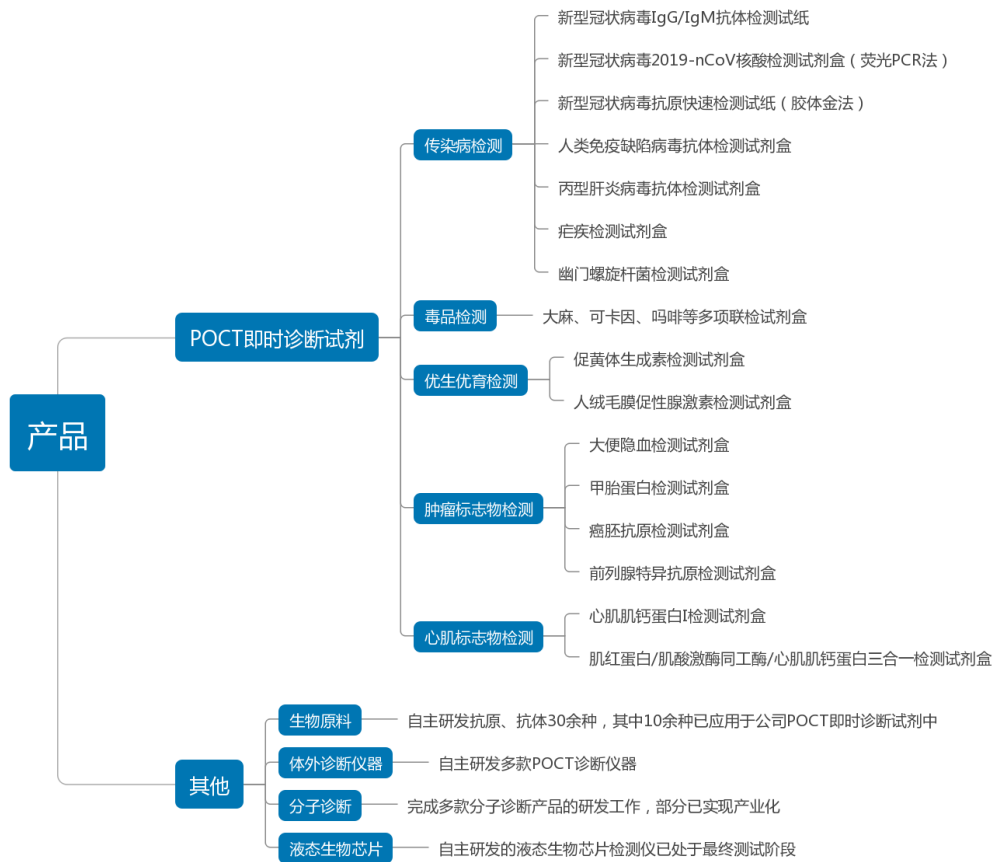 产品
POCT即时诊断试剂
传染病检测
新型冠状病毒IgG/IgM抗体检测试纸
新型冠状病毒2019-nCoV核酸检测试剂盒（荧光PCR法）
新型冠状病毒抗原快速检测试纸（胶体金法）
人类免疫缺陷病毒抗体检测试剂盒
丙型肝炎病毒抗体检测试剂盒
疟疾检测试剂盒
幽门螺旋杆菌检测试剂盒
毒品检测
大麻、可卡因、吗啡等多项联检试剂盒
优生优育检测
促黄体生成素检测试剂盒
人绒毛膜促性腺激素检测试剂盒
肿瘤标志物检测
大便隐血检测试剂盒
甲胎蛋白检测试剂盒
癌胚抗原检测试剂盒
前列腺特异抗原检测试剂盒
心肌标志物检测
心肌肌钙蛋白I检测试剂盒
肌红蛋白/肌酸激酶同工酶/心肌肌钙蛋白三合一检测试剂盒
其他
生物原料
自主研发抗原、抗体30余种，其中10余种已应用于公司POCT即时诊断试剂中
体外诊断仪器
自主研发多款POCT诊断仪器
分子诊断
完成多款分子诊断产品的研发工作，部分已实现产业化
液态生物芯片
自主研发的液态生物芯片检测仪已处于最终测试阶段